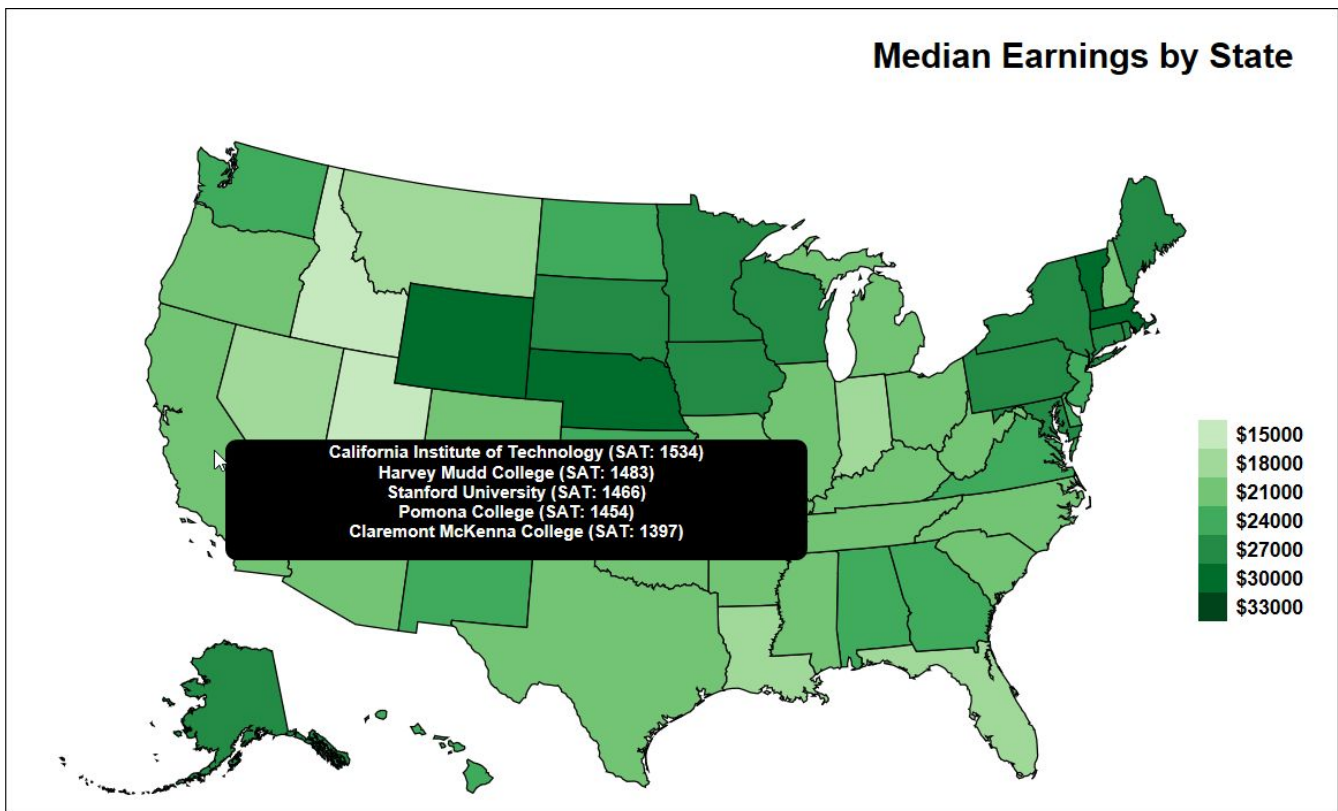 Median Earnings by State
California Institute of Technology (SAT: 1534)
Harvey Mudd College (SAT: 1483)
Stanford University (SAT: 1466)
Pomona College (SAT: 1454)
Claremont McKenna College (SAT: 1397)
$15000
$18000
$21000
$24000
$27000
$30000
$33000